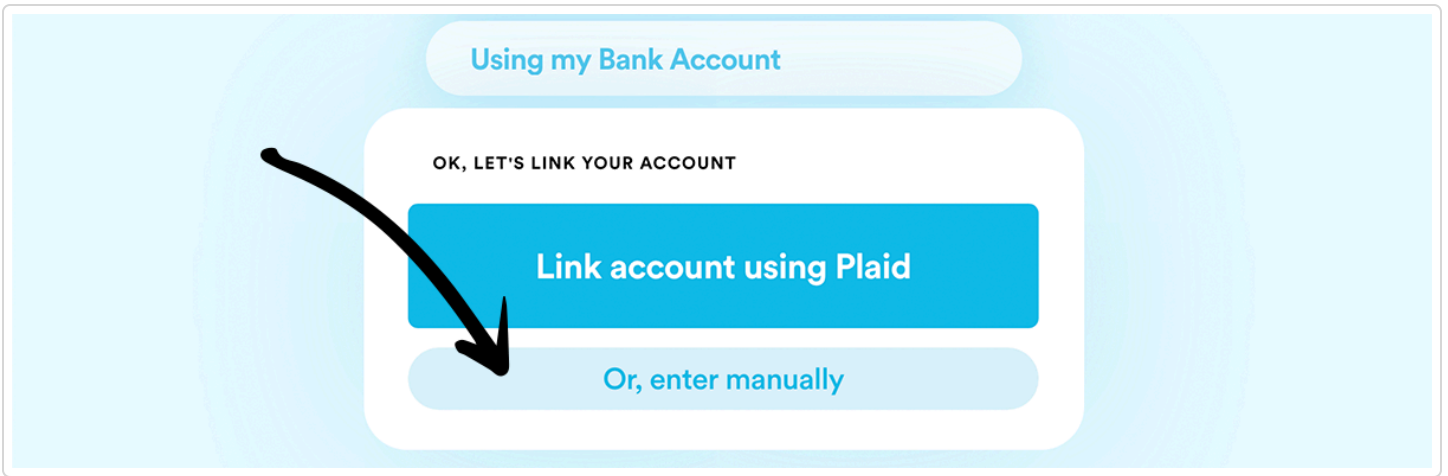 Using my Bank Account
OK, LET'S LINK YOUR ACCOUNT
Link account using Plaid
Or, enter manually